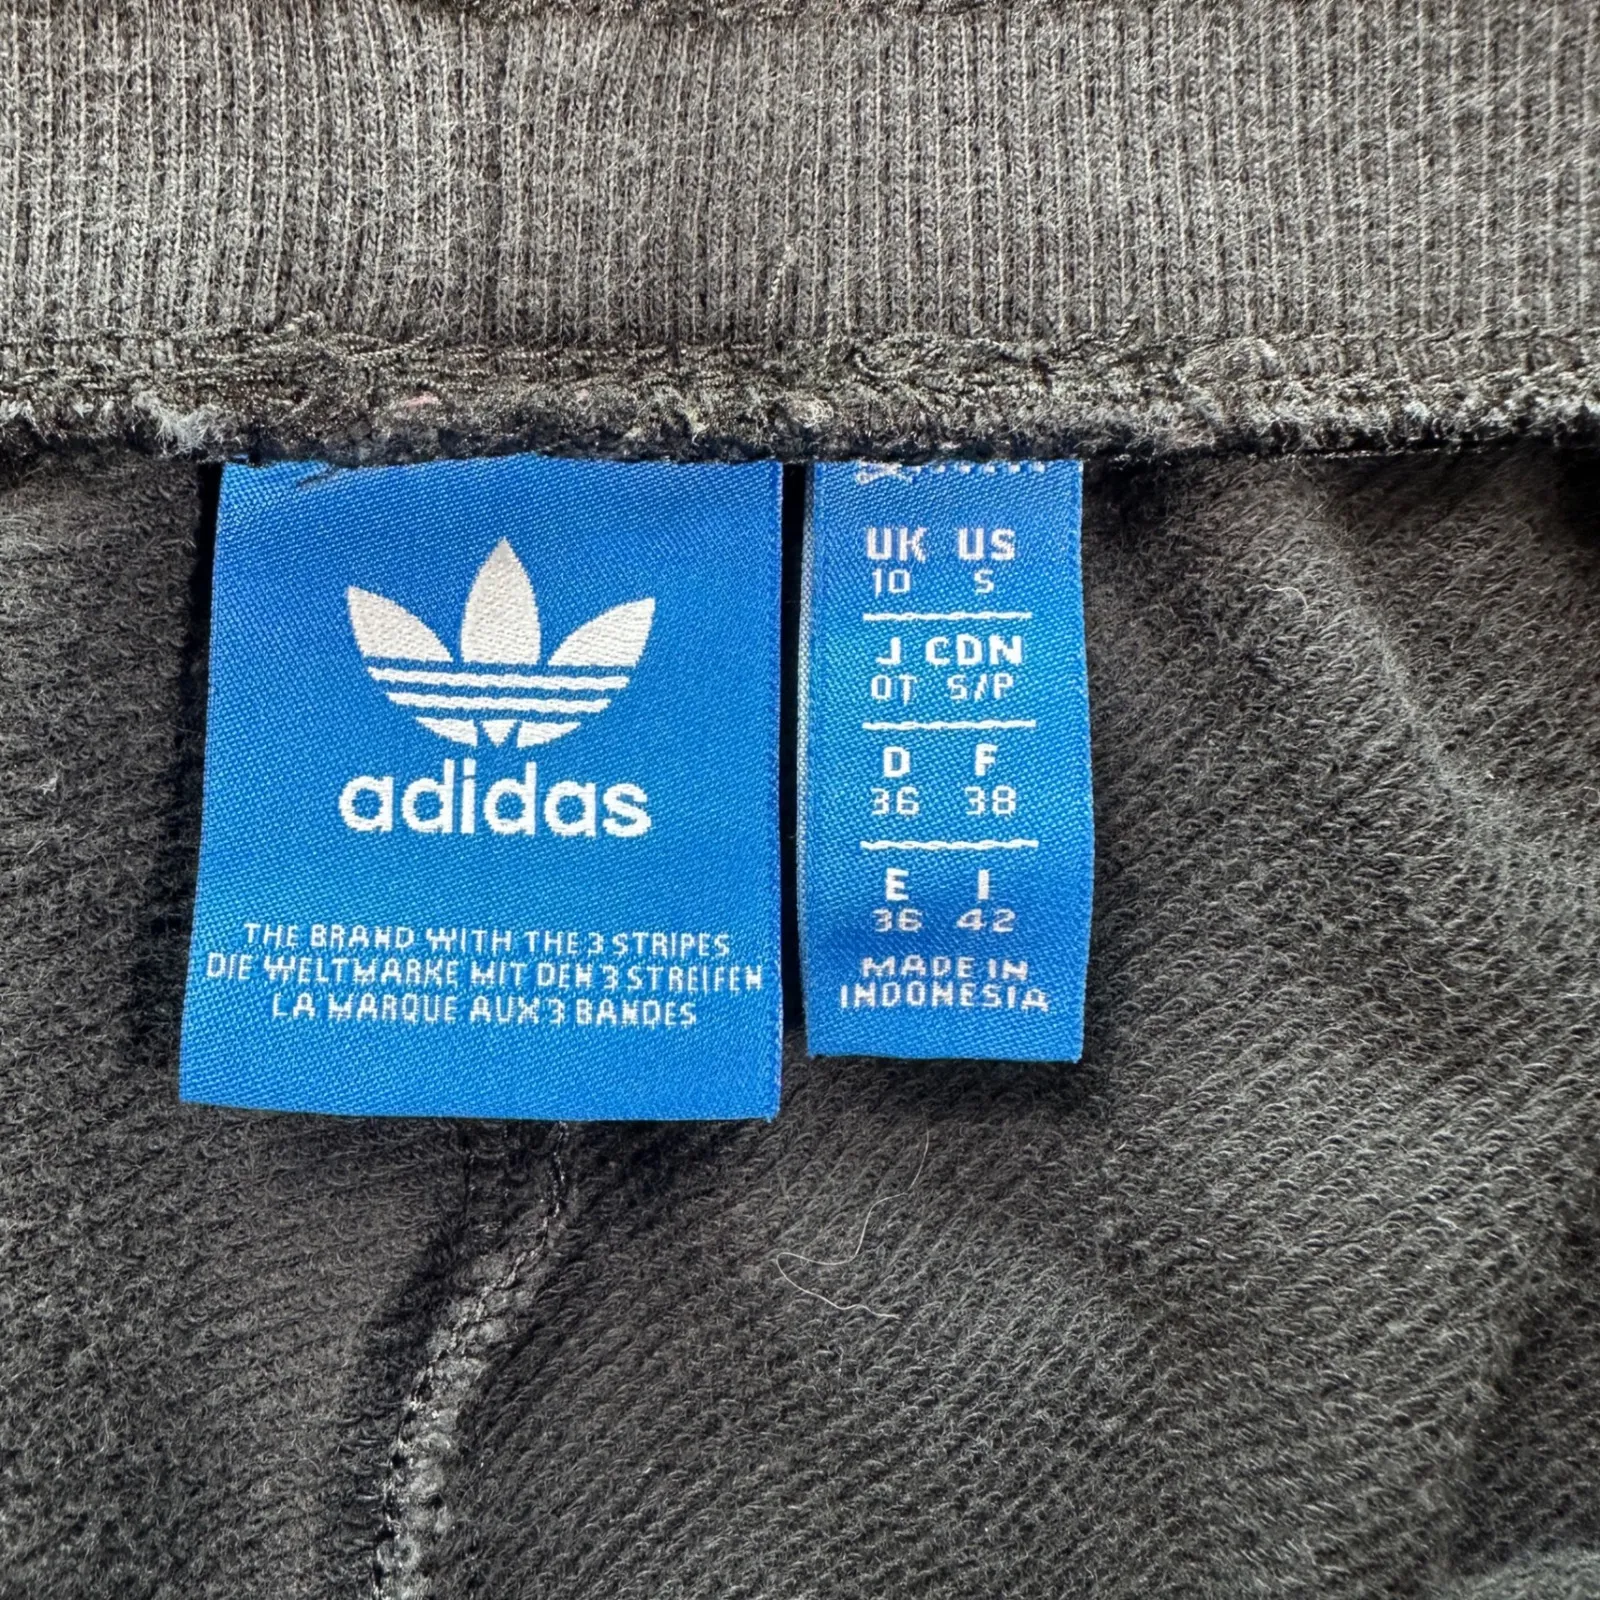 adidas
THE BRAND WITH THE 3 STRIPES
DIE WELTMARKE MIT DEN 3 STREIFEN
LA MARQUE AUX 3 BANDES
UK US
10 S
J CDN
OT S/P
D F
36 38
E I
36 42
MADE IN
INDONESIA